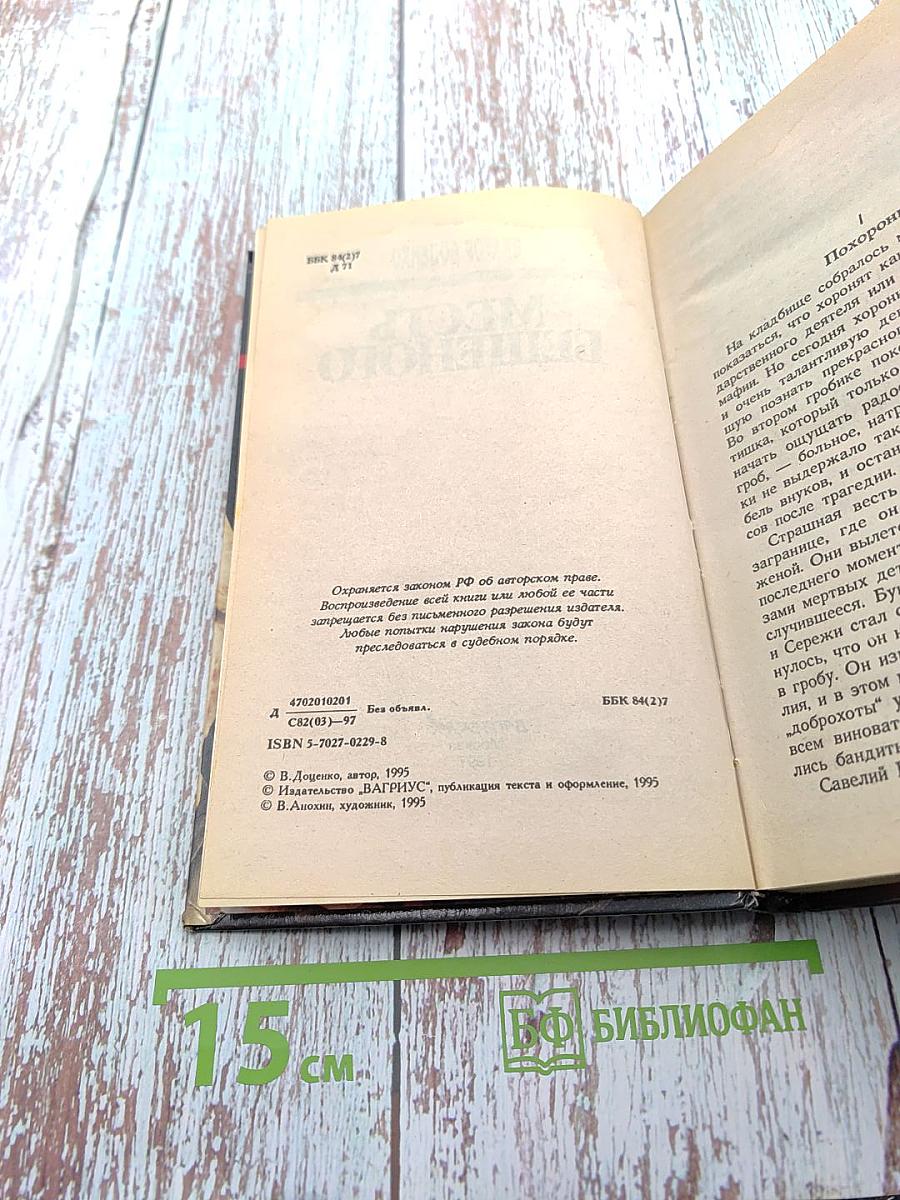 ББК 84(2)7
Д 71
Охраняется законом РФ об авторском праве.
Воспроизведение всей книги или любой ее части
запрещается без письменного разрешения издателя.
Любые попытки нарушения закона будут
преследоваться в судебном порядке.
Д 4702010201 Без объявл. ББК 84(2)7
С82(03)—97
ISBN 5-7027-0229-8
© В.Доценко, автор, 1995
© Издательство „ВАГРИУС“, публикация текста и оформление, 1995
© В.Анохин, художник, 1995
I
Похорон
На кладбище собралось
показаться, что хоронят как
дарственного деятеля или
мафии. Но сегодня хорон
и очень талантливую де
шую познать прекрасно
Во втором гробике пок
тишка, который только
начать ощущать радо
гроб, — больное, натр
ки не выдержало так
бель внуков, и остан
сов после трагедии.
Страшная весть
загранице, где он
женой. Они вылет
последнего момент
зами мертвых дет
случившееся. Бук
и Сережи стал с
нулось, что он н
в гробу. Он из
лия, и в этом
„доброхоты“ у
всем виноват
лись бандить
Савелий
15 см
БФ БИБЛИОФАН